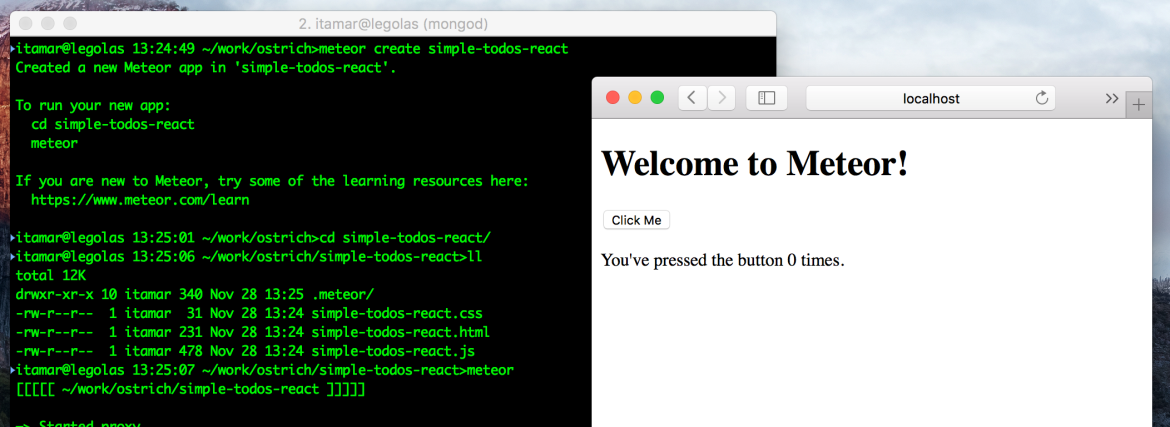 2. itamar@legolas (mongod)
itamar@legolas 13:24:49 ~/work/ostrich>meteor create simple-todos-react
Created a new Meteor app in 'simple-todos-react'.
To run your new app:
cd simple-todos-react
meteor
If you are new to Meteor, try some of the learning resources here:
https://www.meteor.com/learn
itamar@legolas 13:25:01 ~/work/ostrich>cd simple-todos-react/
itamar@legolas 13:25:06 ~/work/ostrich/simple-todos-react>ll
total 12K
drwxr-xr-x 10 itamar 340 Nov 28 13:25 .meteor/
-rw-r--r--  1 itamar  31 Nov 28 13:24 simple-todos-react.css
-rw-r--r--  1 itamar 231 Nov 28 13:24 simple-todos-react.html
-rw-r--r--  1 itamar 478 Nov 28 13:24 simple-todos-react.js
itamar@legolas 13:25:07 ~/work/ostrich/simple-todos-react>meteor
[[[[[ ~/work/ostrich/simple-todos-react ]]]]]
=> Started proxy.
localhost
Welcome to Meteor!
Click Me
You've pressed the button 0 times.